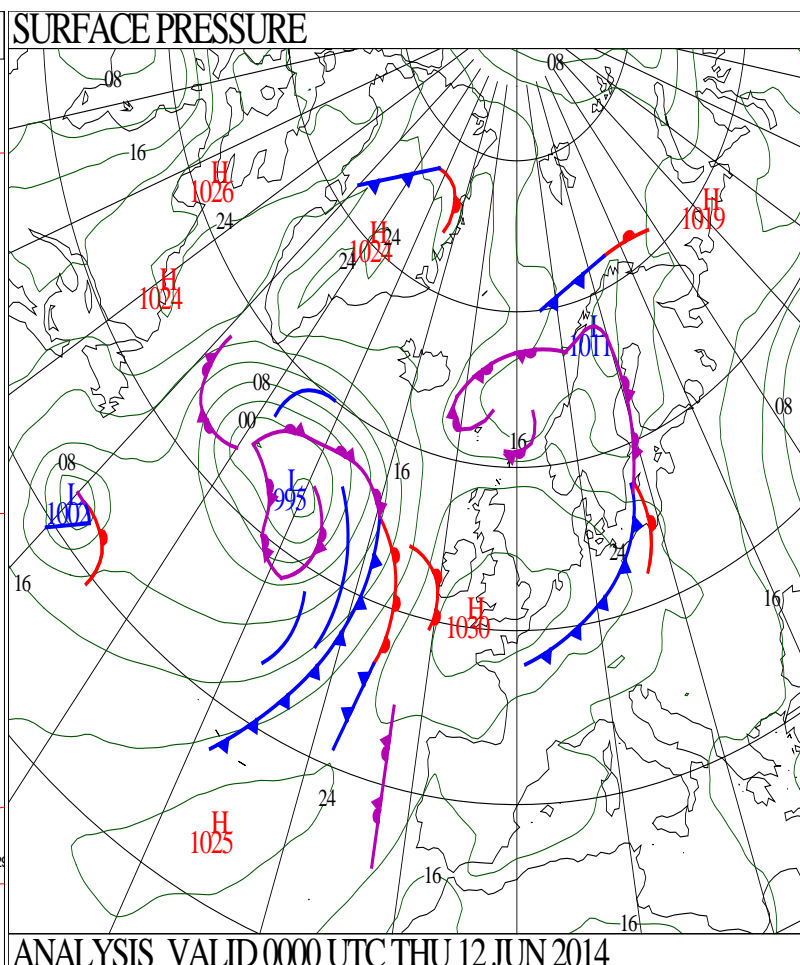 SURFACE PRESSURE
08
08
16
H
1026
H
1019
24
H
24
1024
24
H
1024
L
1011
08
08
00
16
08
16
L
1002
L
995
24
16
H
1030
16
24
H
1025
16
16
ANALYSIS VALID 0000 UTC THU 12 JUN 2014